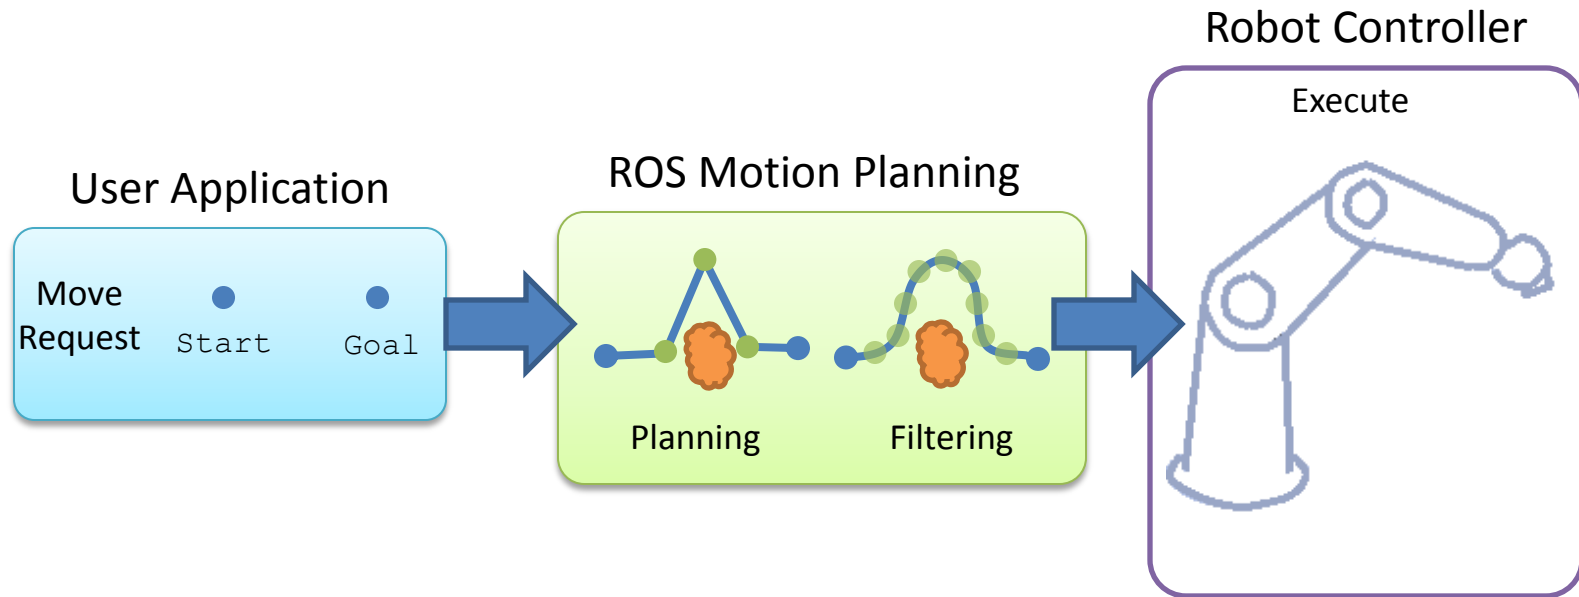 User Application
Move
Request
Start
Goal
ROS Motion Planning
Planning
Filtering
Robot Controller
Execute